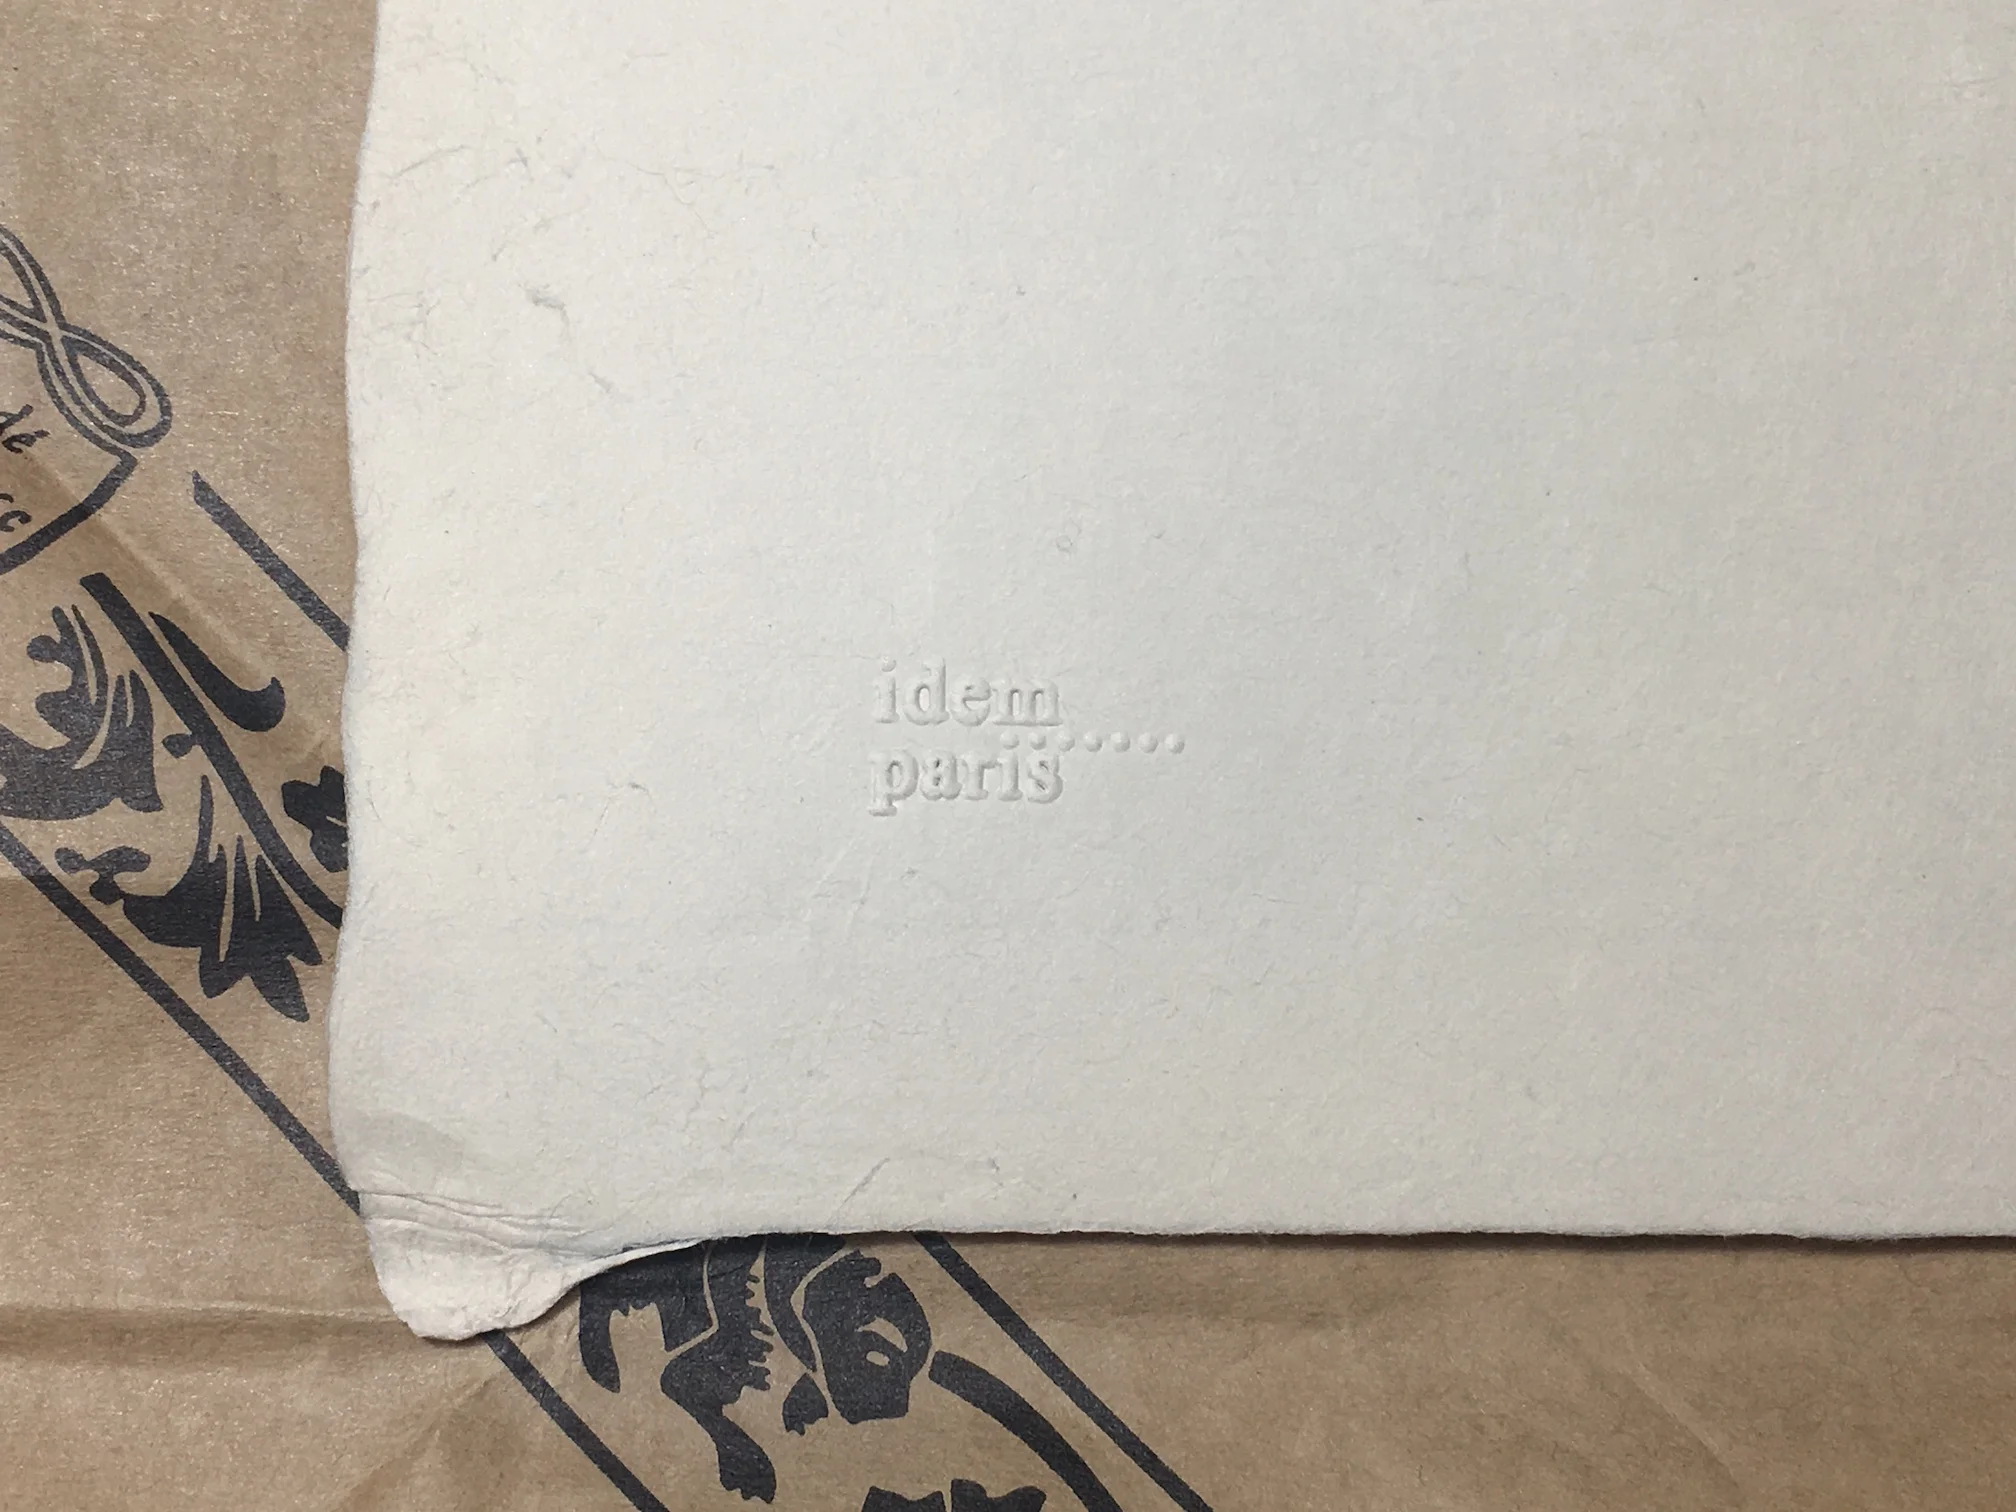 idem
.......
paris